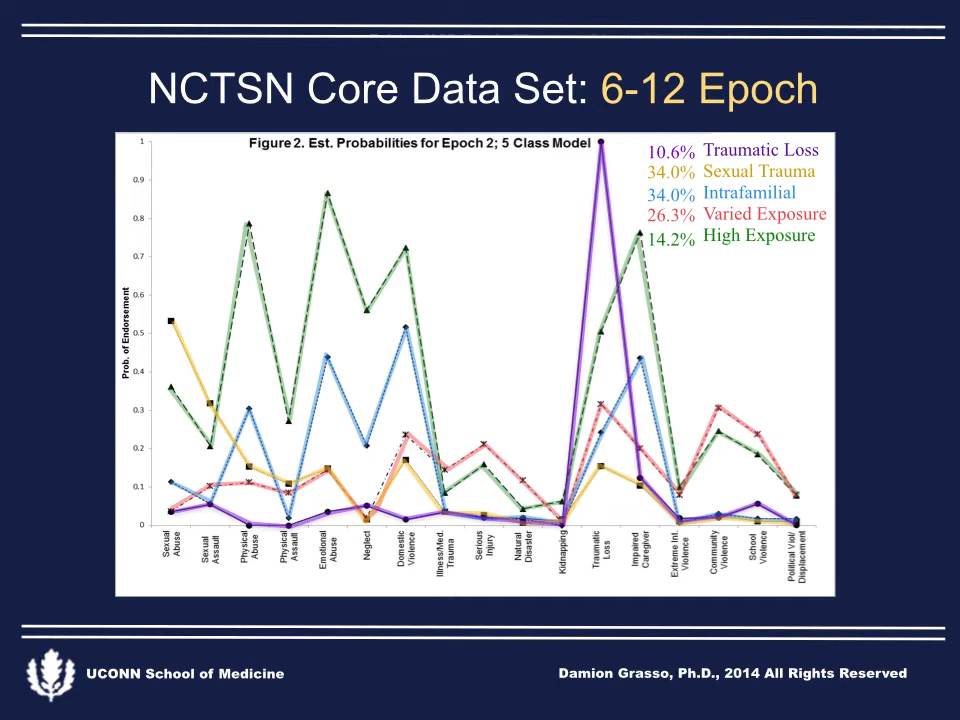 NCTSN Core Data Set: 6-12 Epoch
Figure 2. Est. Probabilities for Epoch 2; 5 Class Model
10.6% Traumatic Loss
34.0% Sexual Trauma
34.0% Intrafamilial
26.3% Varied Exposure
14.2% High Exposure
Prob. of Endorsement
1
0.9
0.8
0.7
0.6
0.5
0.4
0.3
0.2
0.1
0
Sexual
Abuse
Sexual
Assault
Physical
Abuse
Physical
Assault
Emotional
Abuse
Neglect
Domestic
Violence
Illness/Med.
Trauma
Serious
Injury
Natural
Disaster
Kidnapping
Traumatic
Loss
Impaired
Caregiver
Extreme Int.
Violence
Community
Violence
School
Violence
Political Viol/
Displacement
UCONN School of Medicine
Damion Grasso, Ph.D., 2014 All Rights Reserved